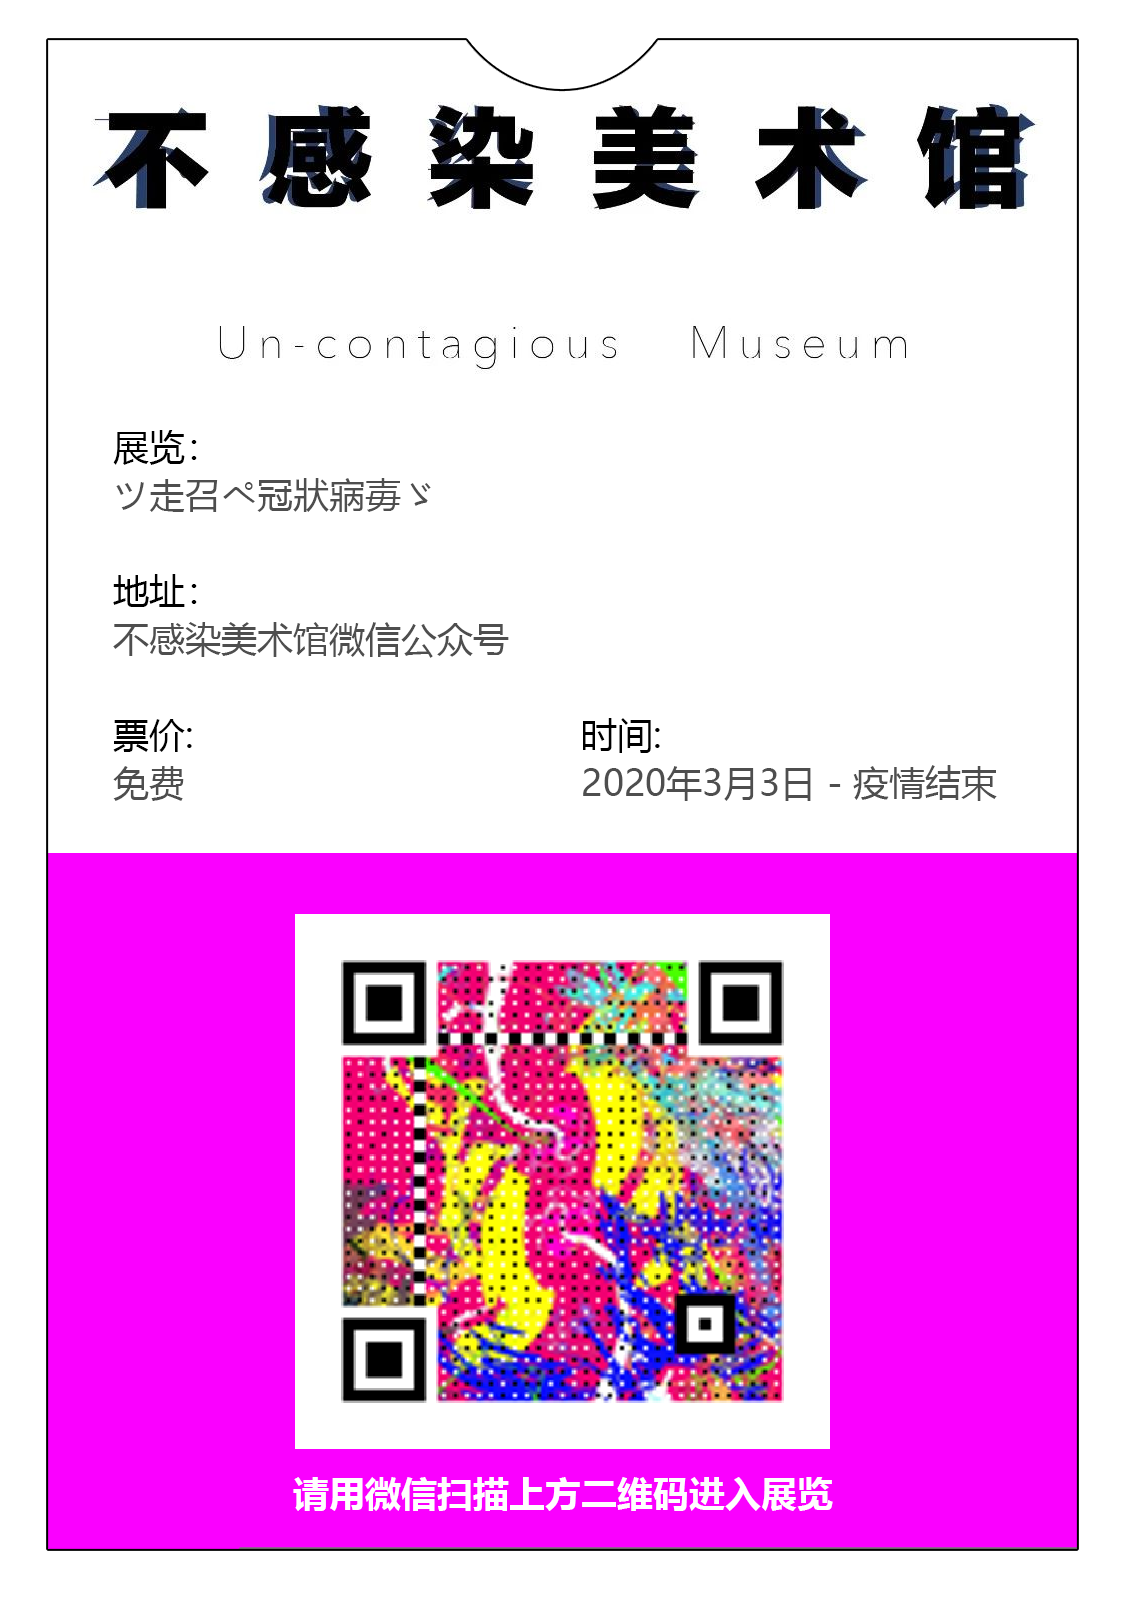 不感染美术馆
Un-contagious Museum
展览：
ツ走召ペ冠狀寎毐ゞ
地址：
不感染美术馆微信公众号
票价:
免费
时间:
2020年3月3日 - 疫情结束
请用微信扫描上方二维码进入展览